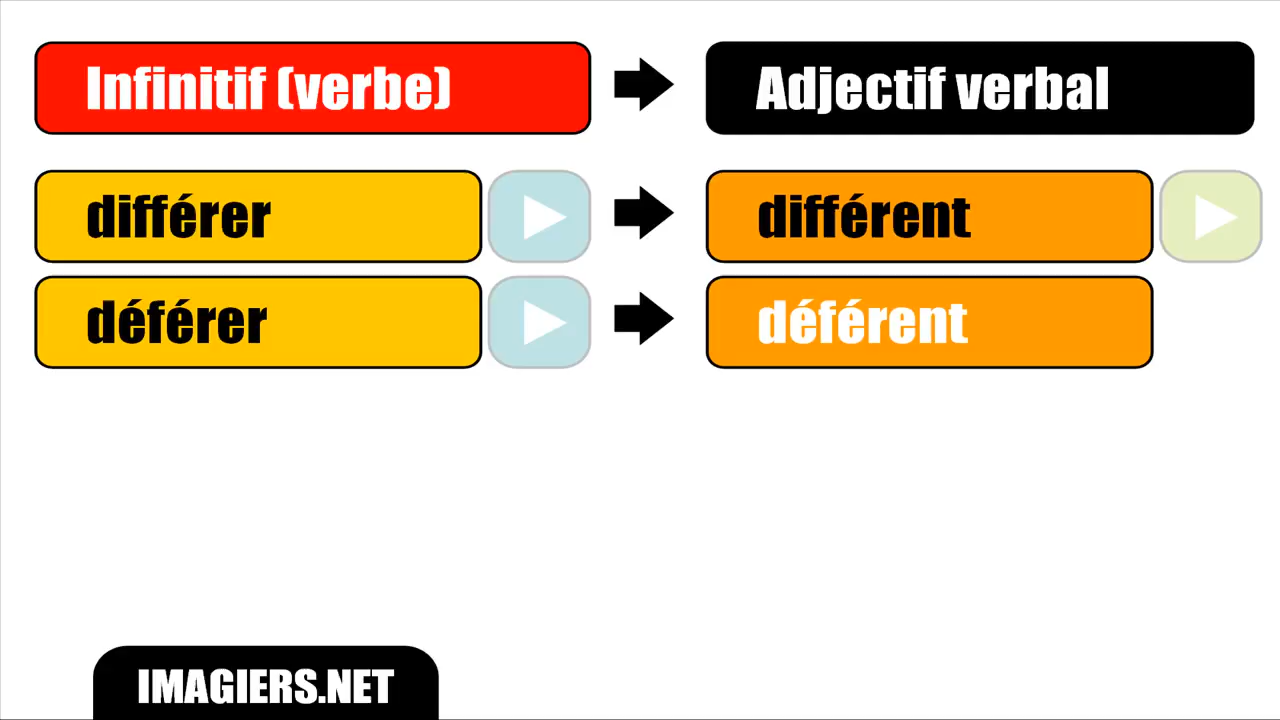 Infinitif (verbe)
Adjectif verbal
différer
différent
déférer
déférent
IMAGIERS.NET